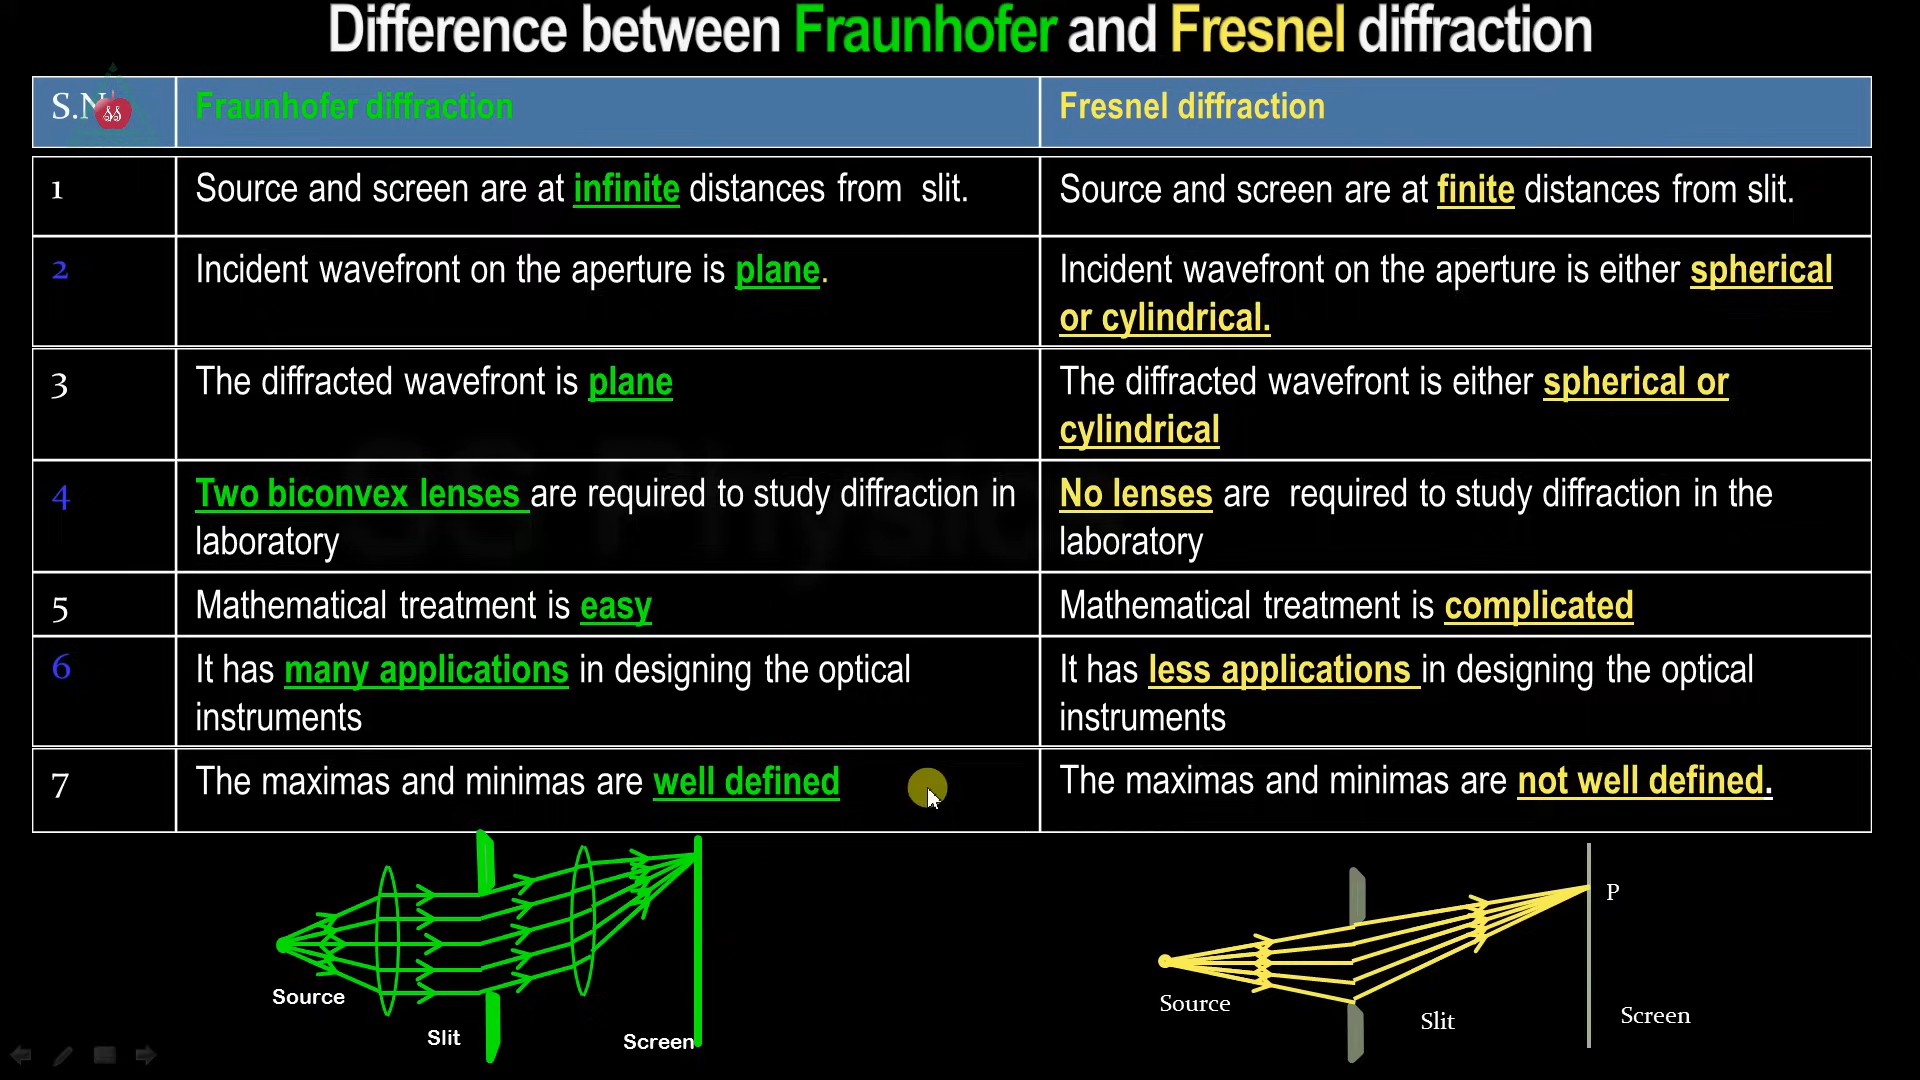 Difference between Fraunhofer and Fresnel diffraction
S.N
Fraunhofer diffraction
Fresnel diffraction
1
Source and screen are at infinite distances from slit.
Source and screen are at finite distances from slit.
2
Incident wavefront on the aperture is plane.
Incident wavefront on the aperture is either spherical
or cylindrical.
3
The diffracted wavefront is plane
The diffracted wavefront is either spherical or
cylindrical
4
Two biconvex lenses are required to study diffraction in
laboratory
No lenses are required to study diffraction in the
laboratory
5
Mathematical treatment is easy
Mathematical treatment is complicated
6
It has many applications in designing the optical
instruments
It has less applications in designing the optical
instruments
7
The maximas and minimas are well defined
The maximas and minimas are not well defined.
Source
Slit
Screen
Source
Slit
P
Screen